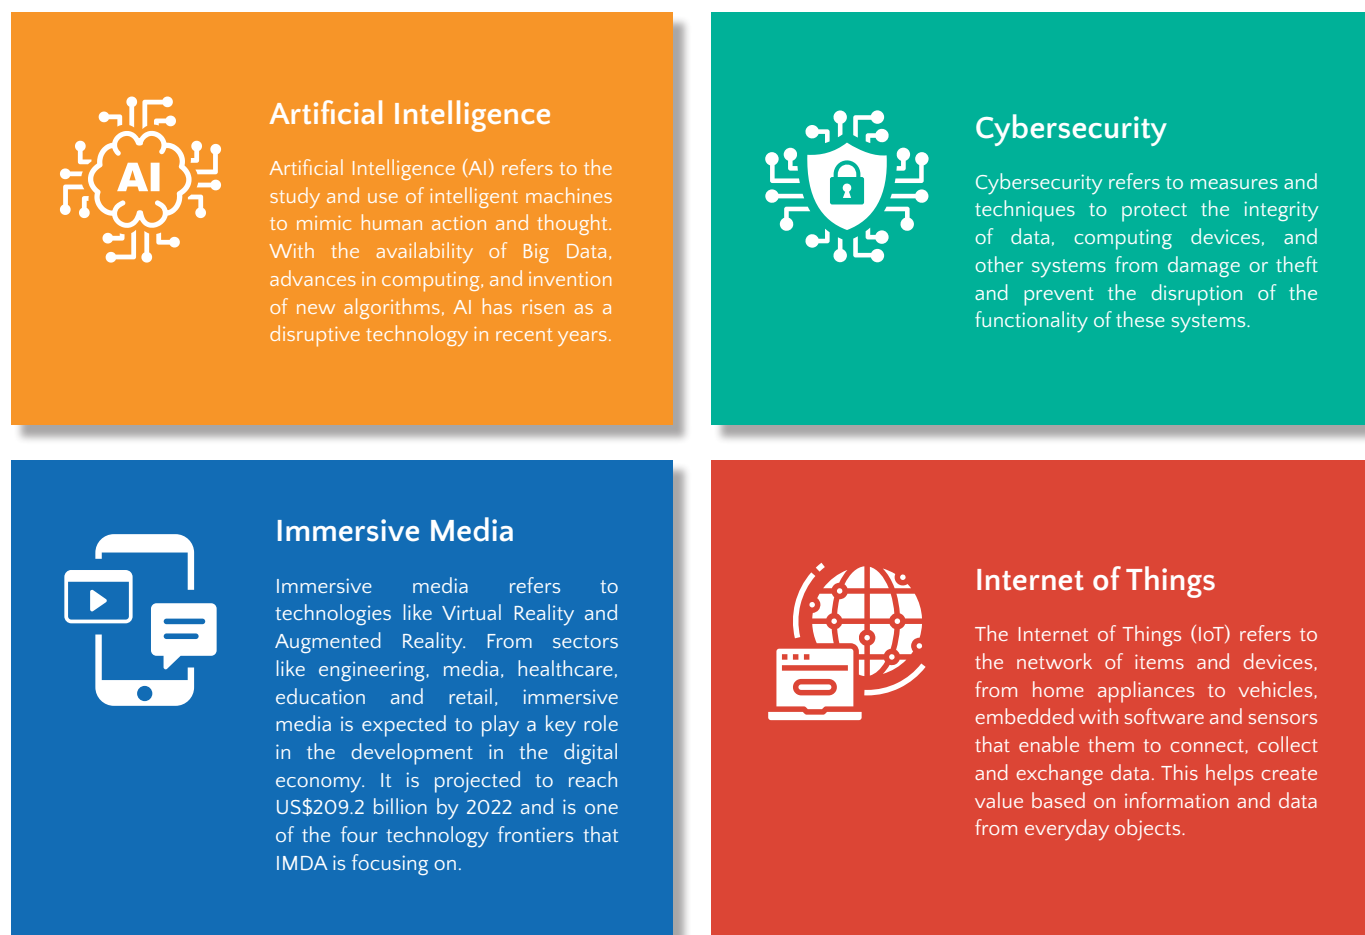 AI
Artificial Intelligence
Artificial Intelligence (AI) refers to the
study and use of intelligent machines
to mimic human action and thought.
With the availability of Big Data,
advances in computing, and invention
of new algorithms, AI has risen as a
disruptive technology in recent years.
Cybersecurity
Cybersecurity refers to measures and
techniques to protect the integrity
of data, computing devices, and
other systems from damage or theft
and prevent the disruption of the
functionality of these systems.
Immersive Media
Immersive media refers to
technologies like Virtual Reality and
Augmented Reality. From sectors
like engineering, media, healthcare,
education and retail, immersive
media is expected to play a key role
in the development in the digital
economy. It is projected to reach
US$209.2 billion by 2022 and is one
of the four technology frontiers that
IMDA is focusing on.
Internet of Things
The Internet of Things (IoT) refers to
the network of items and devices,
from home appliances to vehicles,
embedded with software and sensors
that enable them to connect, collect
and exchange data. This helps create
value based on information and data
from everyday objects.